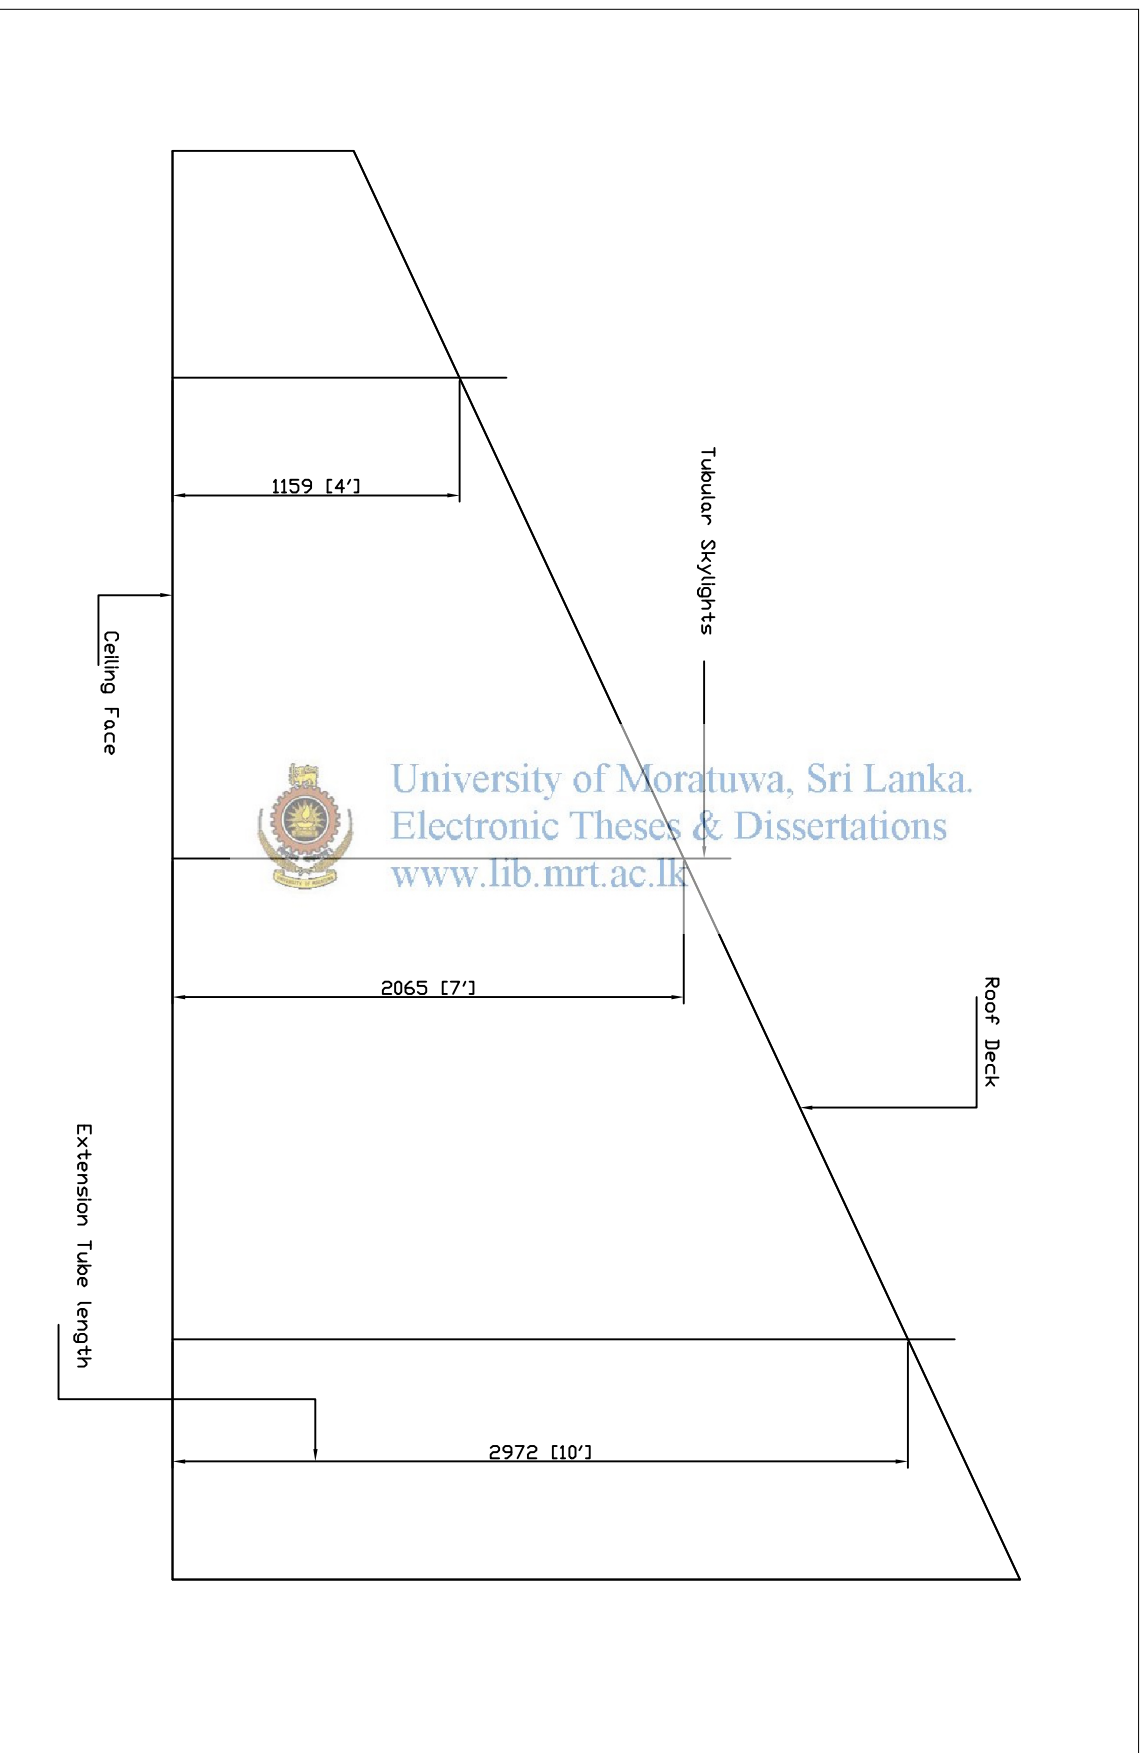 Tubular Skylights
Roof Deck
1159 [4']
2065 [7']
2972 [10']
Ceiling Face
Extension Tube length
University of Moratuwa, Sri Lanka.
Electronic Theses & Dissertations
www.lib.mrt.ac.lk